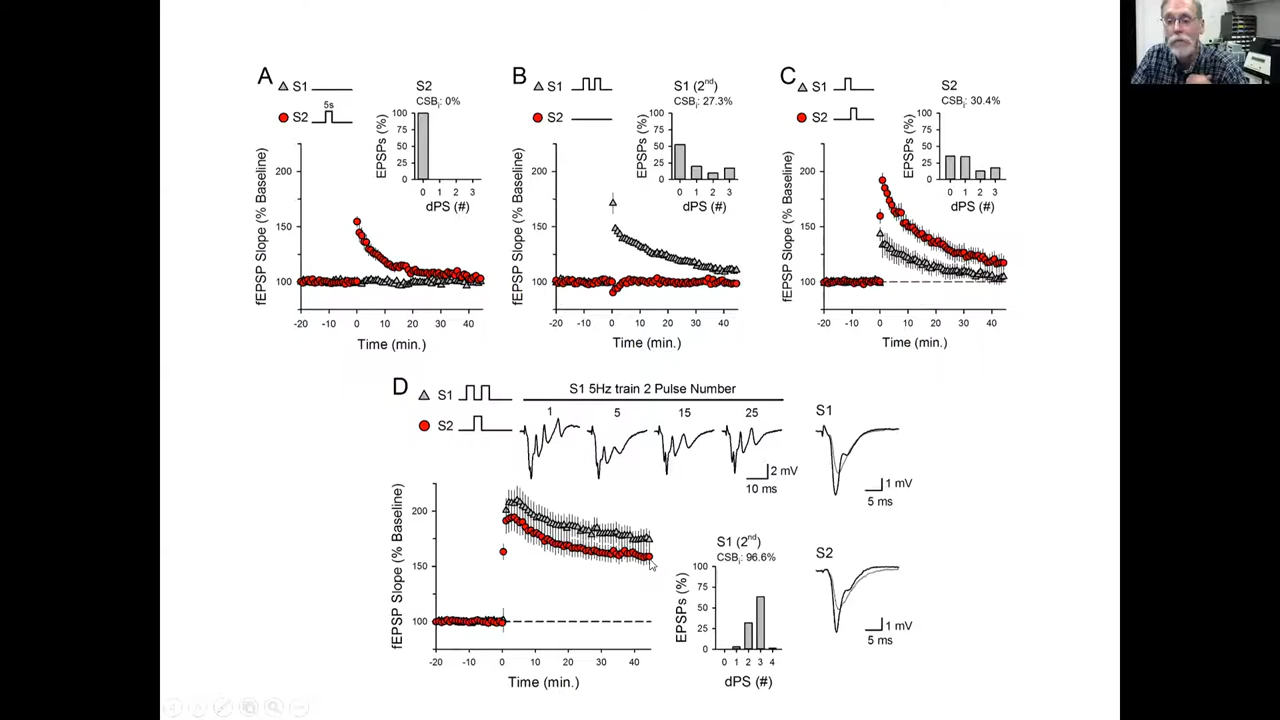 A
S1
5s
S2
S2
CSBi: 0%
EPSPs (%)
100
75
50
25
0
0 1 2 3
dPS (#)
fEPSP Slope (% Baseline)
200
150
100
-20 -10 0 10 20 30 40
Time (min.)
B
S1
S2
S1 (2nd)
CSBi: 27.3%
EPSPs (%)
100
75
50
25
0
0 1 2 3
dPS (#)
fEPSP Slope (% Baseline)
200
150
100
-20 -10 0 10 20 30 40
Time (min.)
C
S1
S2
S2
CSBi: 30.4%
EPSPs (%)
100
75
50
25
0
0 1 2 3
dPS (#)
fEPSP Slope (% Baseline)
200
150
100
-20 -10 0 10 20 30 40
Time (min.)
D
S1
S2
S1 5Hz train 2 Pulse Number
1 5 15 25
2 mV
10 ms
fEPSP Slope (% Baseline)
200
150
100
-20 -10 0 10 20 30 40
Time (min.)
S1 (2nd)
CSBi: 96.6%
EPSPs (%)
100
75
50
25
0
0 1 2 3 4
dPS (#)
S1
1 mV
5 ms
S2
1 mV
5 ms